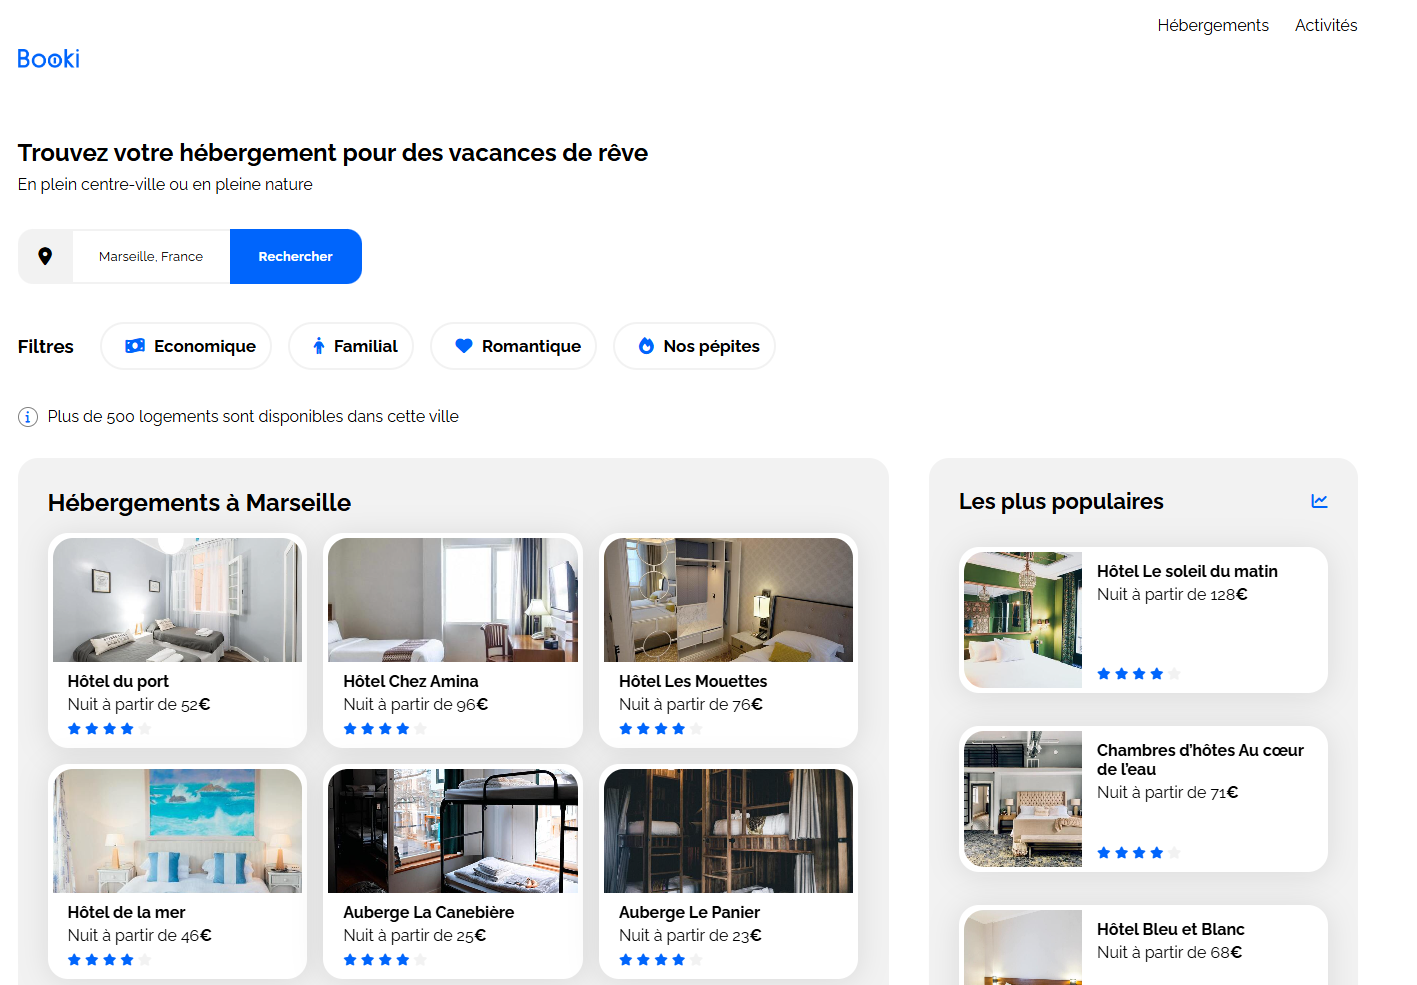 Hébergements Activités
Booki
Trouvez votre hébergement pour des vacances de rêve
En plein centre-ville ou en pleine nature
Marseille, France Rechercher
Filtres Economique Familial Romantique Nos pépites
Plus de 500 logements sont disponibles dans cette ville
Hébergements à Marseille
Hôtel du port
Nuit à partir de 52€
Hôtel Chez Amina
Nuit à partir de 96€
Hôtel Les Mouettes
Nuit à partir de 76€
Hôtel de la mer
Nuit à partir de 46€
Auberge La Canebière
Nuit à partir de 25€
Auberge Le Panier
Nuit à partir de 23€
Les plus populaires
Hôtel Le soleil du matin
Nuit à partir de 128€
Chambres d'hôtes Au cœur
de l'eau
Nuit à partir de 71€
Hôtel Bleu et Blanc
Nuit à partir de 68€